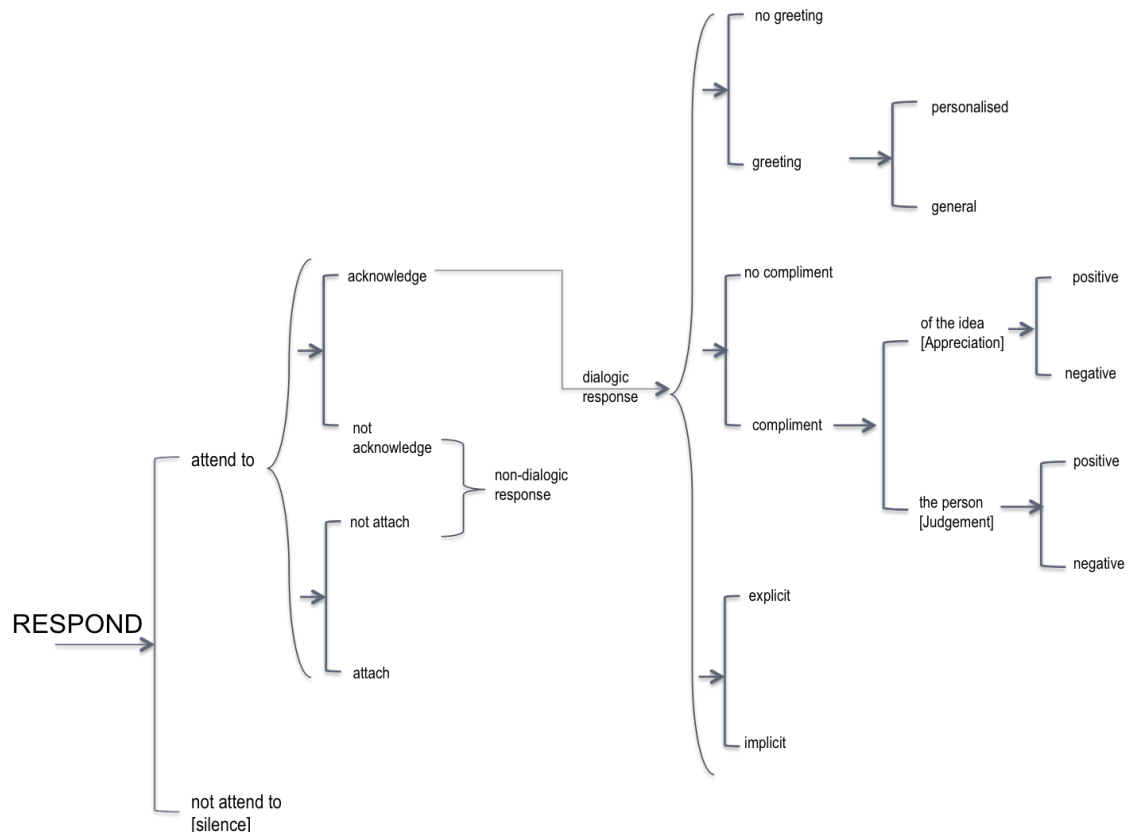 no greeting
personalised
greeting
general
acknowledge
no compliment
positive
of the idea
[Appreciation]
negative
dialogic
response
not
acknowledge
compliment
attend to
non-dialogic
response
positive
the person
[Judgement]
not attach
negative
explicit
RESPOND
attach
implicit
not attend to
[silence]